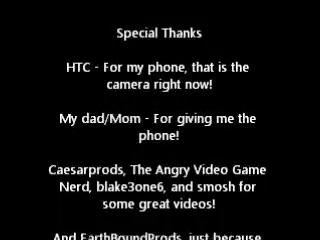 Special Thanks
HTC - For my phone, that is the
camera right now!
My dad/Mom - For giving me the
phone!
Caesarprods, The Angry Video Game
Nerd, blake3one6, and smosh for
some great videos!
And EarthBoundProds, just because